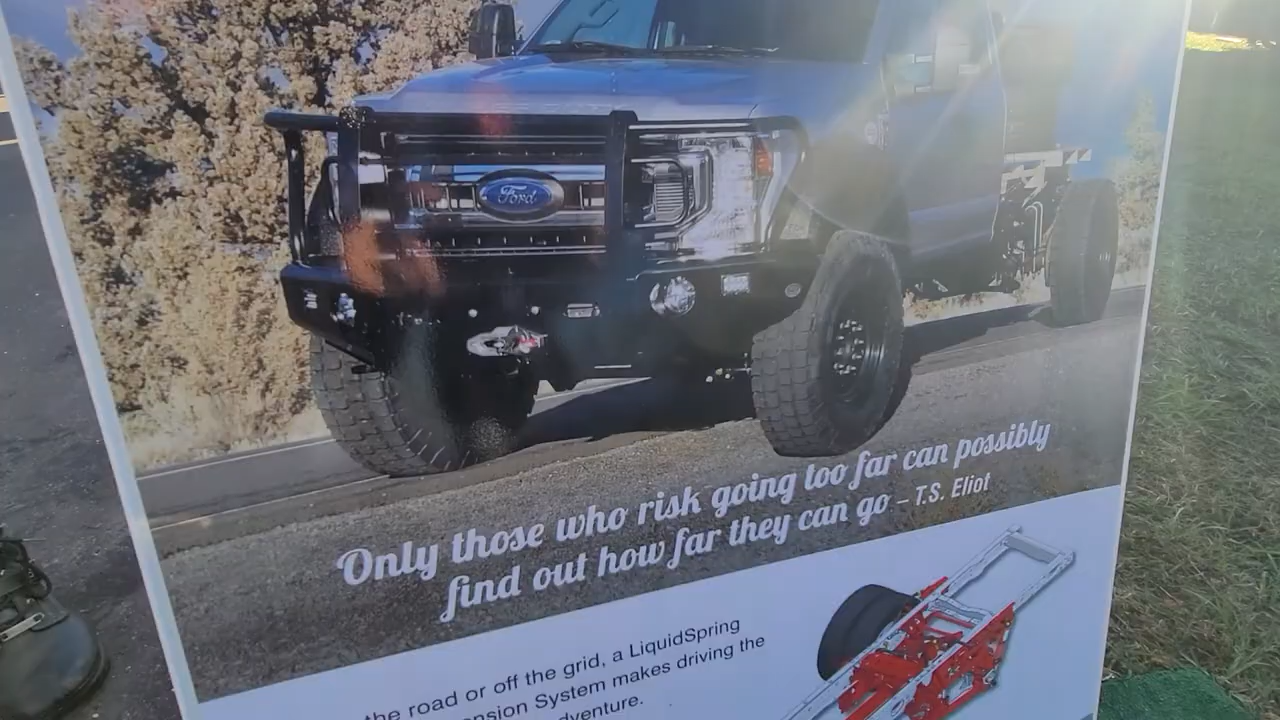 Ford
Only those who risk going too far can possibly
find out how far they can go – T.S. Eliot
the road or off the grid, a LiquidSpring
ension System makes driving the
dventure.